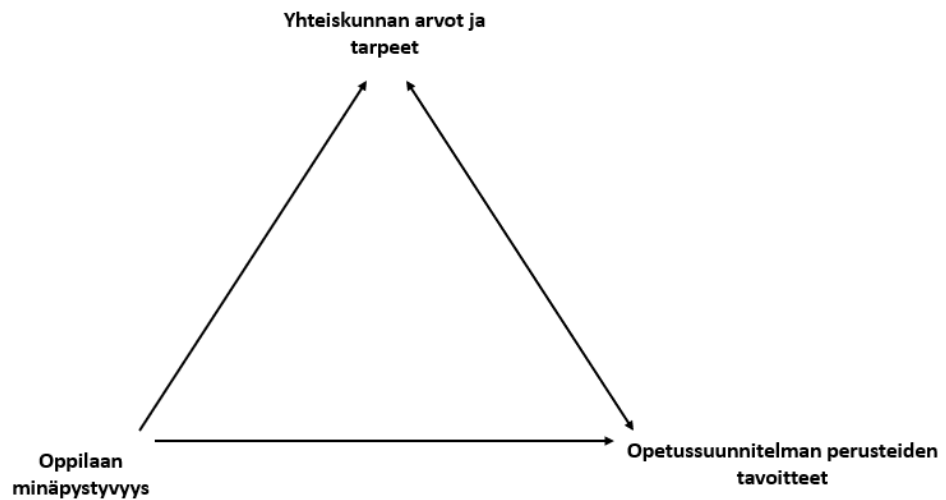 Yhteiskunnan arvot ja
tarpeet
Oppilaan
minäpystyvyys
Opetussuunnitelman perusteiden
tavoitteet